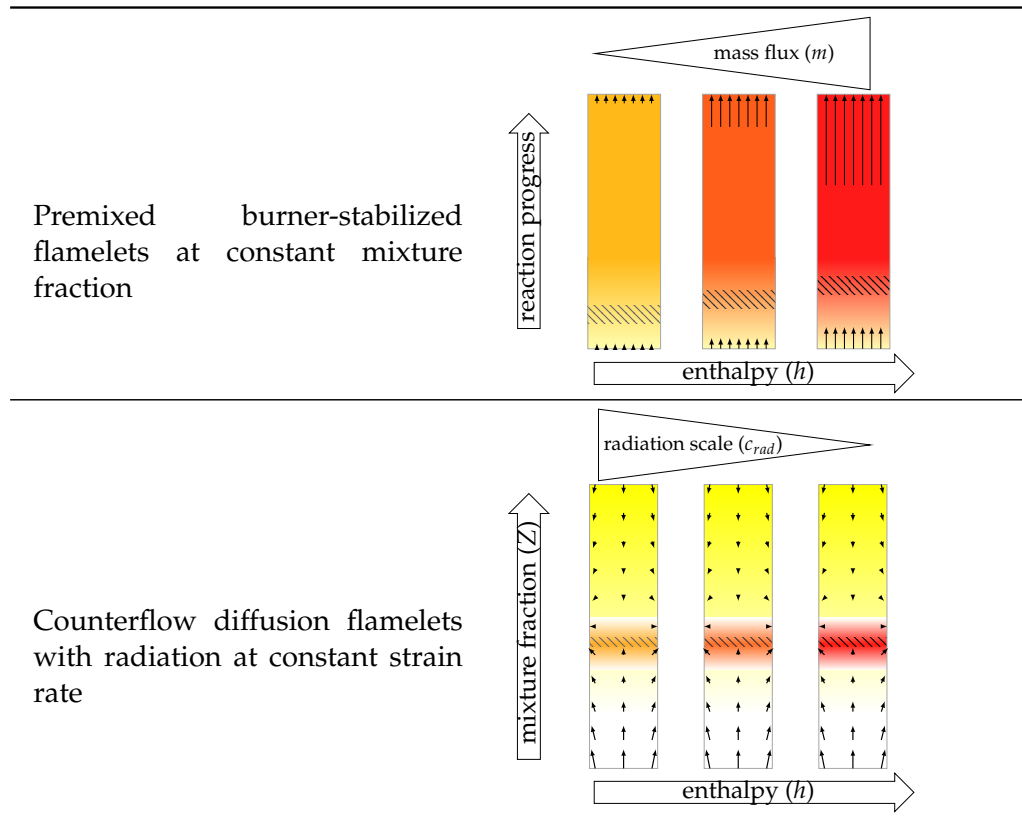 mass flux (m)
reaction progress
Premixed burner-stabilized
flamelets at constant mixture
fraction
enthalpy (h)
radiation scale (c_rad)
mixture fraction (Z)
Counterflow diffusion flamelets
with radiation at constant strain
rate
enthalpy (h)